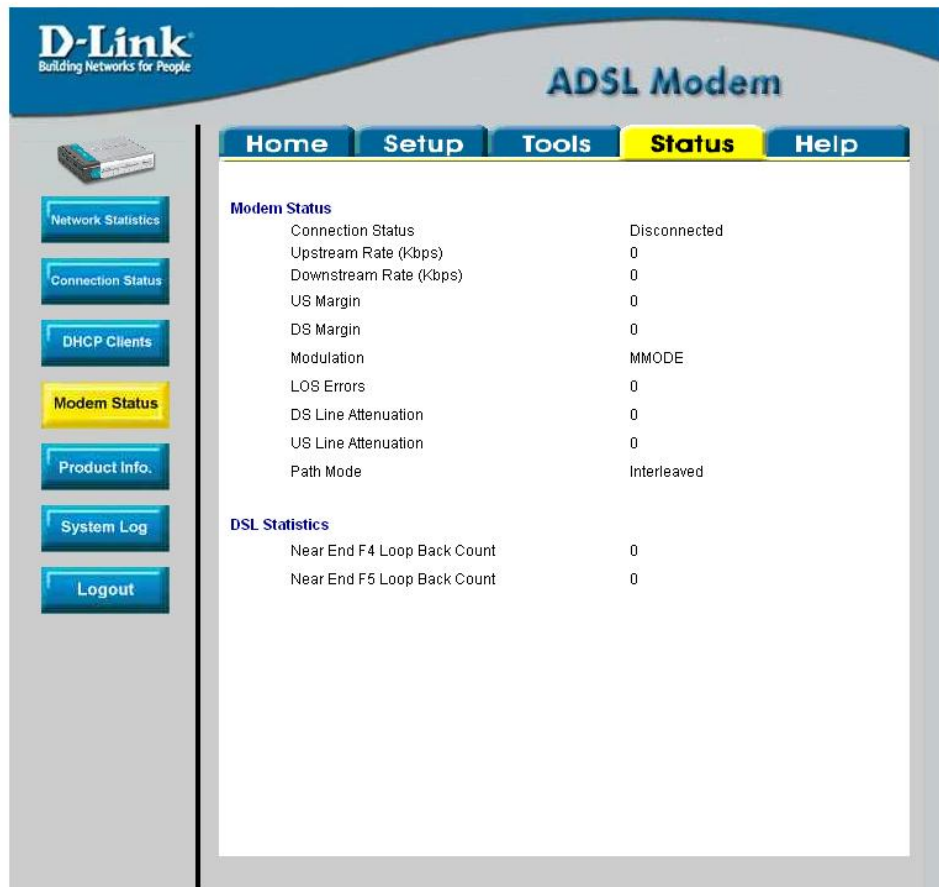 D-Link
Building Networks for People
ADSL Modem
Home Setup Tools Status Help
Network Statistics
Connection Status
DHCP Clients
Modem Status
Product Info.
System Log
Logout
Modem Status
Connection Status Disconnected
Upstream Rate (Kbps) 0
Downstream Rate (Kbps) 0
US Margin 0
DS Margin 0
Modulation MMODE
LOS Errors 0
DS Line Attenuation 0
US Line Attenuation 0
Path Mode Interleaved
DSL Statistics
Near End F4 Loop Back Count 0
Near End F5 Loop Back Count 0